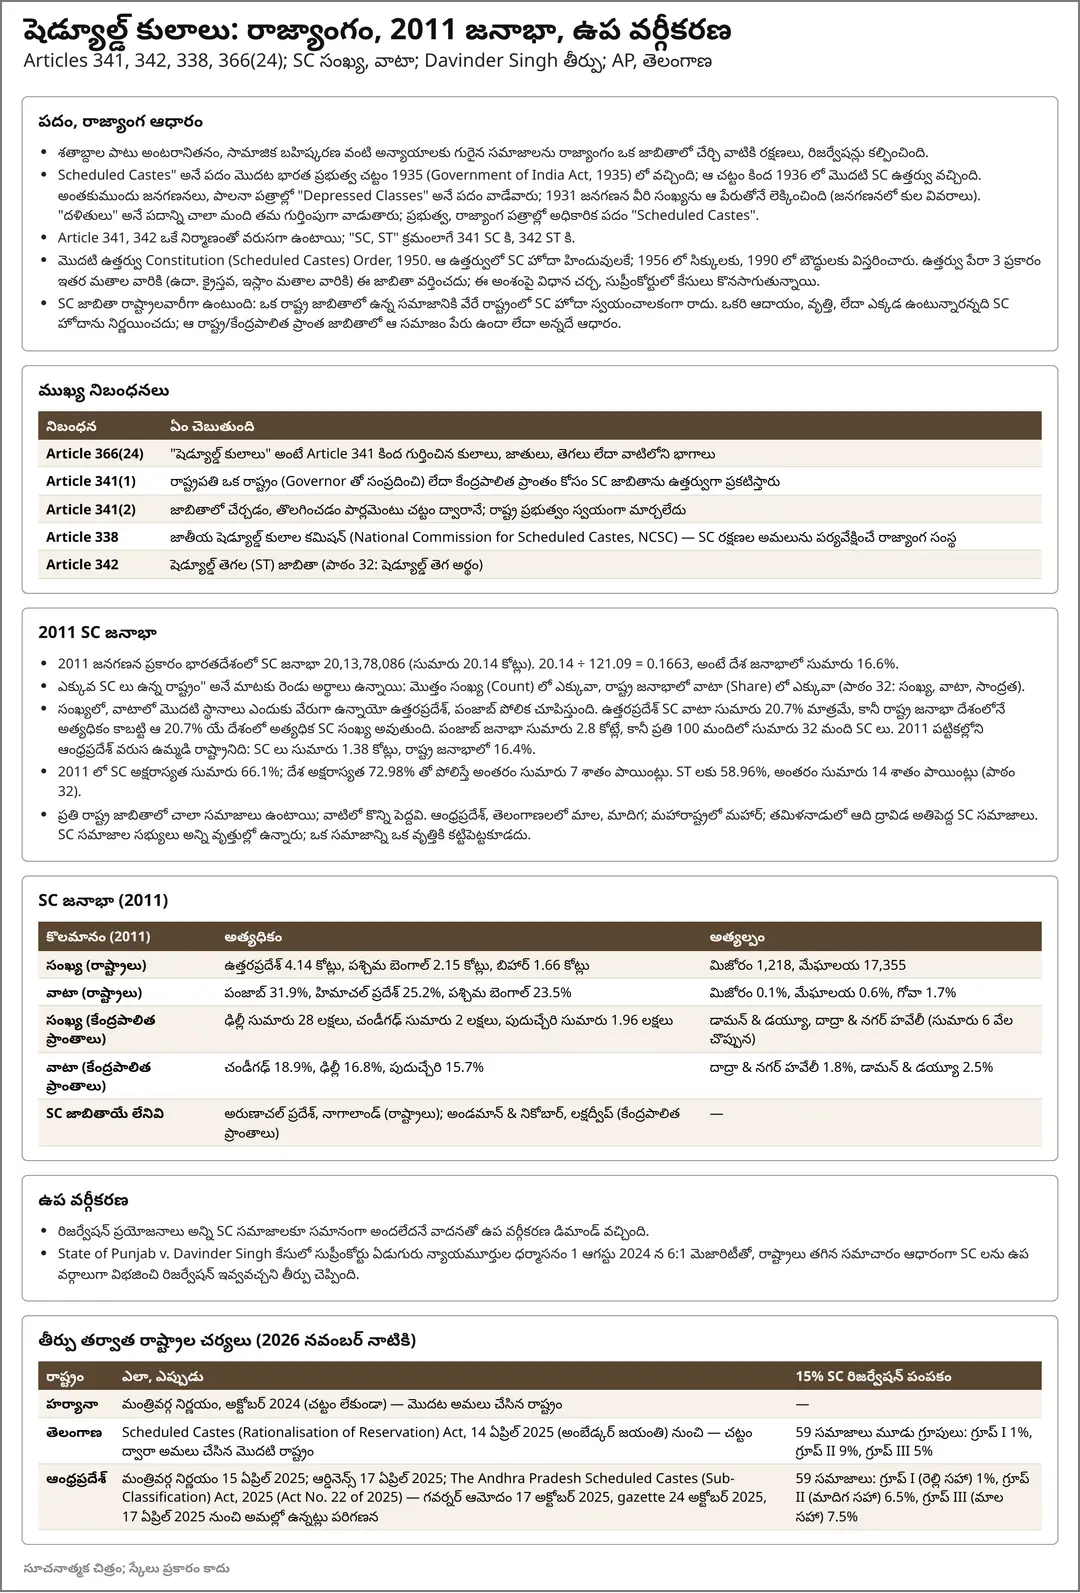 షెడ్యూల్డ్ కులాలు: రాజ్యాంగం, 2011 జనాభా, ఉప వర్గీకరణ
Articles 341, 342, 338, 366(24); SC సంఖ్య, వాటా; Davinder Singh తీర్పు; AP, తెలంగాణ
పదం, రాజ్యాంగ ఆధారం
• శతాబ్దాల పాటు అంటరానితనం, సామాజిక బహిష్కరణ వంటి అన్యాయాలకు గురైన సమాజాలను రాజ్యాంగం ఒక జాబితాలో చేర్చి వాటికి రక్షణలు, రిజర్వేషన్లు కల్పించింది.
• Scheduled Castes" అనే పదం మొదట భారత ప్రభుత్వ చట్టం 1935 (Government of India Act, 1935) లో వచ్చింది; ఆ చట్టం కింద 1936 లో మొదటి SC ఉత్తర్వు వచ్చింది.
అంతకుముందు జనగణనలు, పాలనా పత్రాల్లో "Depressed Classes" అనే పదం వాడేవారు; 1931 జనగణన వీరి సంఖ్యను ఆ పేరుతోనే లెక్కించింది (జనగణనలో కుల వివరాలు).
"దళితులు" అనే పదాన్ని చాలా మంది తమ గుర్తింపుగా వాడుతారు; ప్రభుత్వ, రాజ్యాంగ పత్రాల్లో అధికారిక పదం "Scheduled Castes".
• Article 341, 342 ఒకే నిర్మాణంతో వరుసగా ఉంటాయి; "SC, ST" క్రమంలాగే 341 SC కి, 342 ST కి.
• మొదటి ఉత్తర్వు Constitution (Scheduled Castes) Order, 1950. ఆ ఉత్తర్వులో SC హోదా హిందువులకే; 1956 లో సిక్కులకు, 1990 లో బౌద్ధులకు విస్తరించారు. ఉత్తర్వు పేరా 3 ప్రకారం
ఇతర మతాల వారికి (ఉదా. క్రైస్తవ, ఇస్లాం మతాల వారికి) ఈ జాబితా వర్తించదు; ఈ అంశంపై విధాన చర్చ, సుప్రీంకోర్టులో కేసులు కొనసాగుతున్నాయి.
• SC జాబితా రాష్ట్రాలవారీగా ఉంటుంది: ఒక రాష్ట్ర జాబితాలో ఉన్న సమాజానికి వేరే రాష్ట్రంలో SC హోదా స్వయంచాలకంగా రాదు. ఒకరి ఆదాయం, వృత్తి, లేదా ఎక్కడ ఉంటున్నారన్నది SC
హోదాను నిర్ణయించదు; ఆ రాష్ట్ర/కేంద్రపాలిత ప్రాంత జాబితాలో ఆ సమాజం పేరు ఉందా లేదా అన్నదే ఆధారం.
ముఖ్య నిబంధనలు
నిబంధన ఏం చెబుతుంది
Article 366(24) "షెడ్యూల్డ్ కులాలు" అంటే Article 341 కింద గుర్తించిన కులాలు, జాతులు, తెగలు లేదా వాటిలోని భాగాలు
Article 341(1) రాష్ట్రపతి ఒక రాష్ట్రం (Governor తో సంప్రదించి) లేదా కేంద్రపాలిత ప్రాంతం కోసం SC జాబితాను ఉత్తర్వుగా ప్రకటిస్తారు
Article 341(2) జాబితాలో చేర్చడం, తొలగించడం పార్లమెంటు చట్టం ద్వారానే; రాష్ట్ర ప్రభుత్వం స్వయంగా మార్చలేదు
Article 338 జాతీయ షెడ్యూల్డ్ కులాల కమిషన్ (National Commission for Scheduled Castes, NCSC) — SC రక్షణల అమలును పర్యవేక్షించే రాజ్యాంగ సంస్థ
Article 342 షెడ్యూల్డ్ తెగల (ST) జాబితా (పాఠం 32: షెడ్యూల్డ్ తెగ అర్థం)
2011 SC జనాభా
• 2011 జనగణన ప్రకారం భారతదేశంలో SC జనాభా 20,13,78,086 (సుమారు 20.14 కోట్లు). 20.14 ÷ 121.09 = 0.1663, అంటే దేశ జనాభాలో సుమారు 16.6%.
• ఎక్కువ SC లు ఉన్న రాష్ట్రం" అనే మాటకు రెండు అర్థాలు ఉన్నాయి: మొత్తం సంఖ్య (Count) లో ఎక్కువా, రాష్ట్ర జనాభాలో వాటా (Share) లో ఎక్కువా (పాఠం 32: సంఖ్య, వాటా, సాంద్రత).
• సంఖ్యలో, వాటాలో మొదటి స్థానాలు ఎందుకు వేరుగా ఉన్నాయో ఉత్తరప్రదేశ్, పంజాబ్ పోలిక చూపిస్తుంది. ఉత్తరప్రదేశ్ SC వాటా సుమారు 20.7% మాత్రమే, కానీ రాష్ట్ర జనాభా దేశంలోనే
అత్యధికం కాబట్టి ఆ 20.7% యే దేశంలో అత్యధిక SC సంఖ్య అవుతుంది. పంజాబ్ జనాభా సుమారు 2.8 కోట్లే, కానీ ప్రతి 100 మందిలో సుమారు 32 మంది SC లు. 2011 పట్టికల్లోని
ఆంధ్రప్రదేశ్ వరుస ఉమ్మడి రాష్ట్రానిది: SC లు సుమారు 1.38 కోట్లు, రాష్ట్ర జనాభాలో 16.4%.
• 2011 లో SC అక్షరాస్యత సుమారు 66.1%; దేశ అక్షరాస్యత 72.98% తో పోలిస్తే అంతరం సుమారు 7 శాతం పాయింట్లు. ST లకు 58.96%, అంతరం సుమారు 14 శాతం పాయింట్లు (పాఠం
32).
• ప్రతి రాష్ట్ర జాబితాలో చాలా సమాజాలు ఉంటాయి; వాటిలో కొన్ని పెద్దవి. ఆంధ్రప్రదేశ్, తెలంగాణలలో మాల, మాదిగ; మహారాష్ట్రలో మహార్; తమిళనాడులో ఆది ద్రావిడ అతిపెద్ద SC సమాజాలు.
SC సమాజాల సభ్యులు అన్ని వృత్తుల్లో ఉన్నారు; ఒక సమాజాన్ని ఒక వృత్తికి కట్టిపెట్టకూడదు.
SC జనాభా (2011)
కొలమానం (2011) అత్యధికం అత్యల్పం
సంఖ్య (రాష్ట్రాలు) ఉత్తరప్రదేశ్ 4.14 కోట్లు, పశ్చిమ బెంగాల్ 2.15 కోట్లు, బిహార్ 1.66 కోట్లు మిజోరం 1,218, మేఘాలయ 17,355
వాటా (రాష్ట్రాలు) పంజాబ్ 31.9%, హిమాచల్ ప్రదేశ్ 25.2%, పశ్చిమ బెంగాల్ 23.5% మిజోరం 0.1%, మేఘాలయ 0.6%, గోవా 1.7%
సంఖ్య (కేంద్రపాలిత ఢిల్లీ సుమారు 28 లక్షలు, చండీగఢ్ సుమారు 2 లక్షలు, పుదుచ్చేరి సుమారు 1.96 లక్షలు డామన్ & డయ్యూ, దాద్రా & నగర్ హవేలీ (సుమారు 6 వేల
ప్రాంతాలు) చొప్పున)
వాటా (కేంద్రపాలిత చండీగఢ్ 18.9%, ఢిల్లీ 16.8%, పుదుచ్చేరి 15.7% దాద్రా & నగర్ హవేలీ 1.8%, డామన్ & డయ్యూ 2.5%
ప్రాంతాలు)
SC జాబితాయే లేనివి అరుణాచల్ ప్రదేశ్, నాగాలాండ్ (రాష్ట్రాలు); అండమాన్ & నికోబార్, లక్షద్వీప్ (కేంద్రపాలిత —
ప్రాంతాలు)
ఉప వర్గీకరణ
• రిజర్వేషన్ ప్రయోజనాలు అన్ని SC సమాజాలకూ సమానంగా అందలేదనే వాదనతో ఉప వర్గీకరణ డిమాండ్ వచ్చింది.
• State of Punjab v. Davinder Singh కేసులో సుప్రీంకోర్టు ఏడుగురు న్యాయమూర్తుల ధర్మాసనం 1 ఆగస్టు 2024 న 6:1 మెజారిటీతో, రాష్ట్రాలు తగిన సమాచారం ఆధారంగా SC లను ఉప
వర్గాలుగా విభజించి రిజర్వేషన్ ఇవ్వవచ్చని తీర్పు చెప్పింది.
తీర్పు తర్వాత రాష్ట్రాల చర్యలు (2026 నవంబర్ నాటికి)
రాష్ట్రం ఎలా, ఎప్పుడు 15% SC రిజర్వేషన్ పంపకం
హర్యానా మంత్రివర్గ నిర్ణయం, అక్టోబర్ 2024 (చట్టం లేకుండా) — మొదట అమలు చేసిన రాష్ట్రం —
తెలంగాణ Scheduled Castes (Rationalisation of Reservation) Act, 14 ఏప్రిల్ 2025 (అంబేడ్కర్ జయంతి) నుంచి — చట్టం 59 సమాజాలు మూడు గ్రూపులు: గ్రూప్ I 1%,
ద్వారా అమలు చేసిన మొదటి రాష్ట్రం గ్రూప్ II 9%, గ్రూప్ III 5%
ఆంధ్రప్రదేశ్ మంత్రివర్గ నిర్ణయం 15 ఏప్రిల్ 2025; ఆర్డినెన్స్ 17 ఏప్రిల్ 2025; The Andhra Pradesh Scheduled Castes (Sub- 59 సమాజాలు: గ్రూప్ I (రెల్లి సహా) 1%, గ్రూప్
Classification) Act, 2025 (Act No. 22 of 2025) — గవర్నర్ ఆమోదం 17 అక్టోబర్ 2025, gazette 24 అక్టోబర్ 2025, II (మాదిగ సహా) 6.5%, గ్రూప్ III (మాల
17 ఏప్రిల్ 2025 నుంచి అమల్లో ఉన్నట్లు పరిగణన సహా) 7.5%
సూచనాత్మక చిత్రం; స్కేలు ప్రకారం కాదు